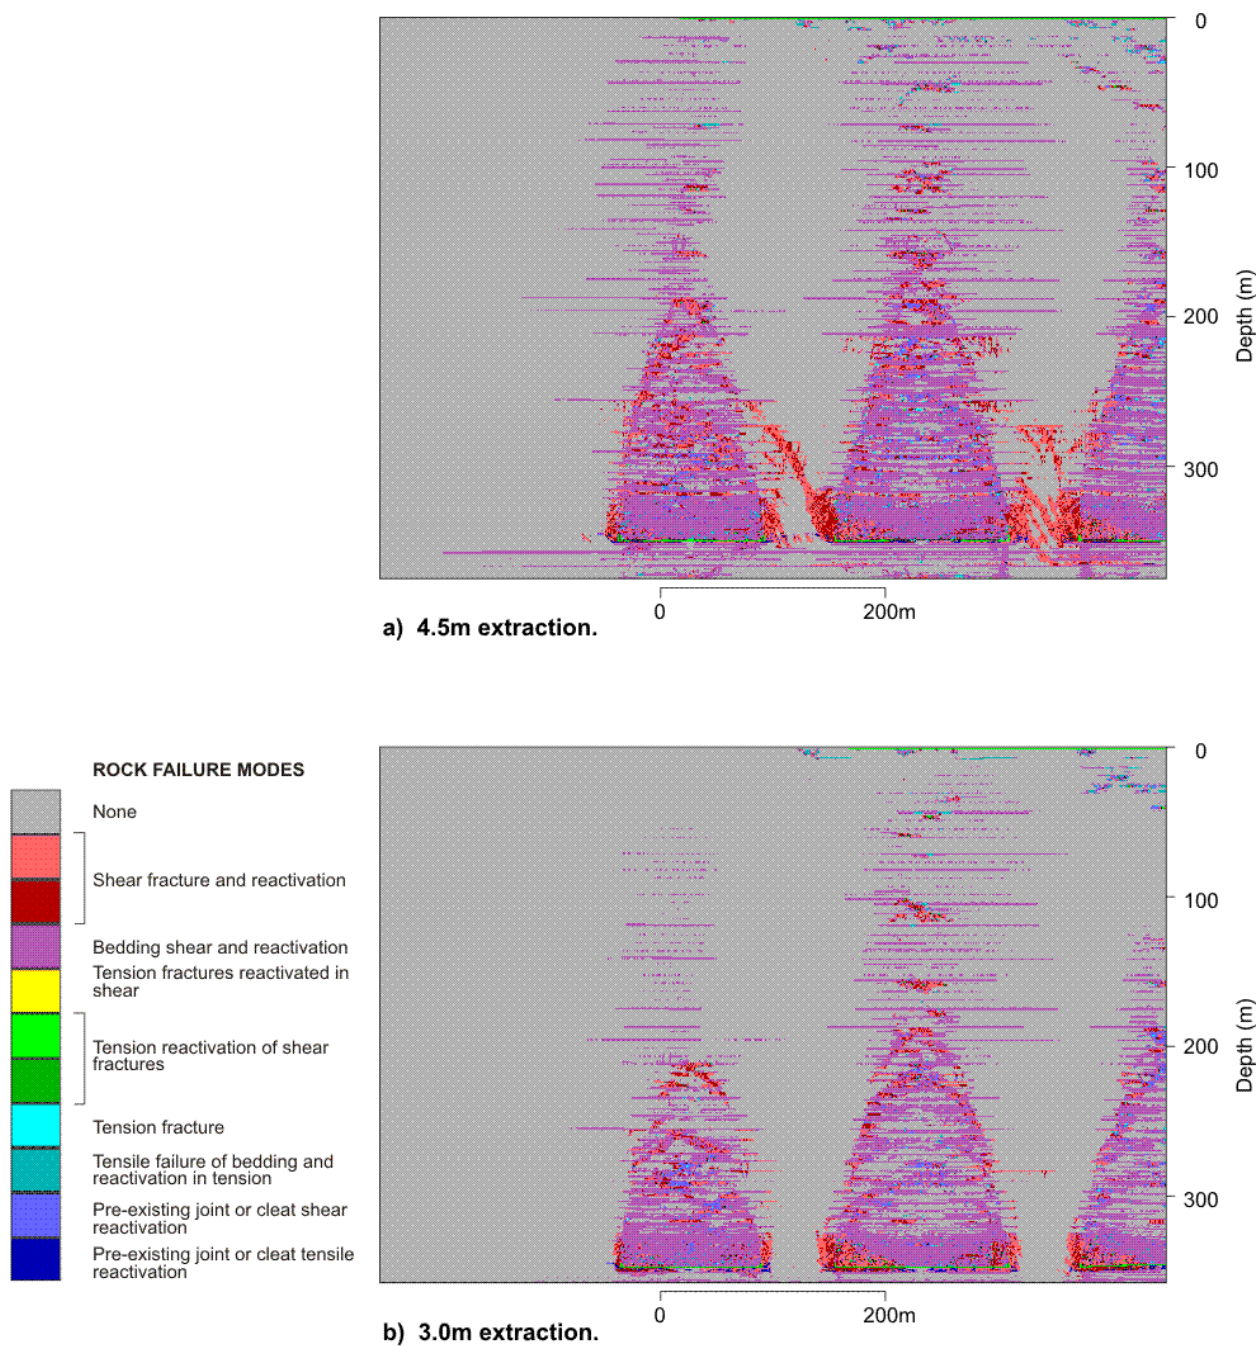 0
100
200
300
Depth (m)
0
200m
a) 4.5m extraction.
ROCK FAILURE MODES
None
Shear fracture and reactivation
Bedding shear and reactivation
Tension fractures reactivated in
shear
Tension reactivation of shear
fractures
Tension fracture
Tensile failure of bedding and
reactivation in tension
Pre-existing joint or cleat shear
reactivation
Pre-existing joint or cleat tensile
reactivation
0
100
200
300
Depth (m)
0
200m
b) 3.0m extraction.